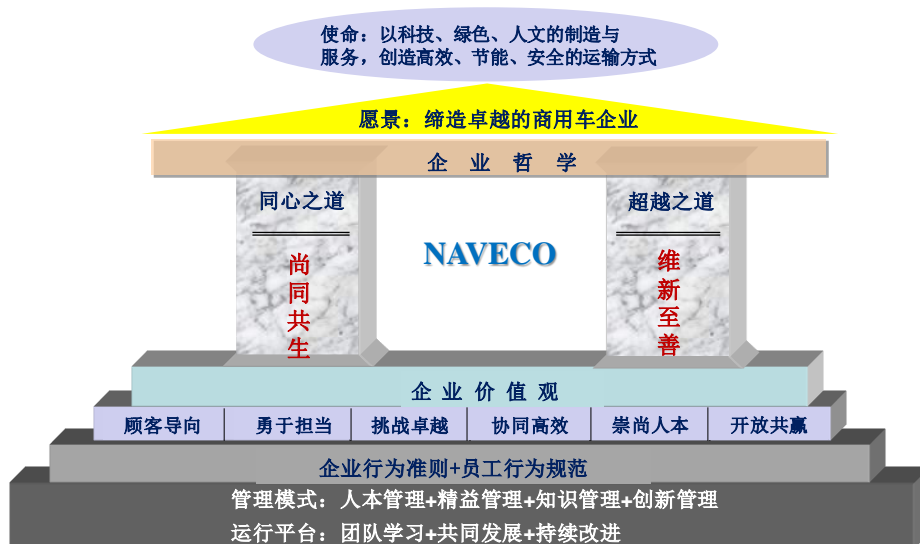 使命：以科技、绿色、人文的制造与
服务，创造高效、节能、安全的运输方式
愿景：缔造卓越的商用车企业
企 业 哲 学
同心之道
超越之道
NAVECO
尚同共生
维新至善
企 业 价 值 观
顾客导向
勇于担当
挑战卓越
协同高效
崇尚人本
开放共赢
企业行为准则+员工行为规范
管理模式：人本管理+精益管理+知识管理+创新管理
运行平台：团队学习+共同发展+持续改进